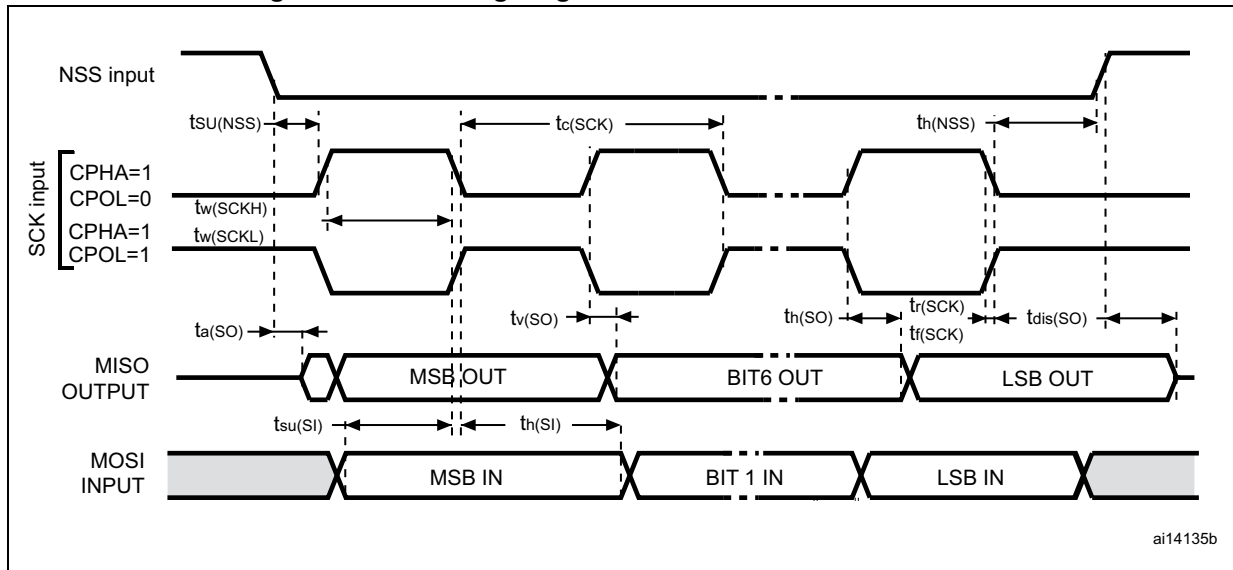 NSS input
tSU(NSS)
tc(SCK)
th(NSS)
SCK input
CPHA=1
CPOL=0
tw(SCKH)
CPHA=1
tw(SCKL)
CPOL=1
ta(SO)
tv(SO)
th(SO)
tr(SCK)
tf(SCK)
tdis(SO)
MISO
OUTPUT
MSB OUT
BIT6 OUT
LSB OUT
tsu(SI)
th(SI)
MOSI
INPUT
MSB IN
BIT 1 IN
LSB IN
ai14135b